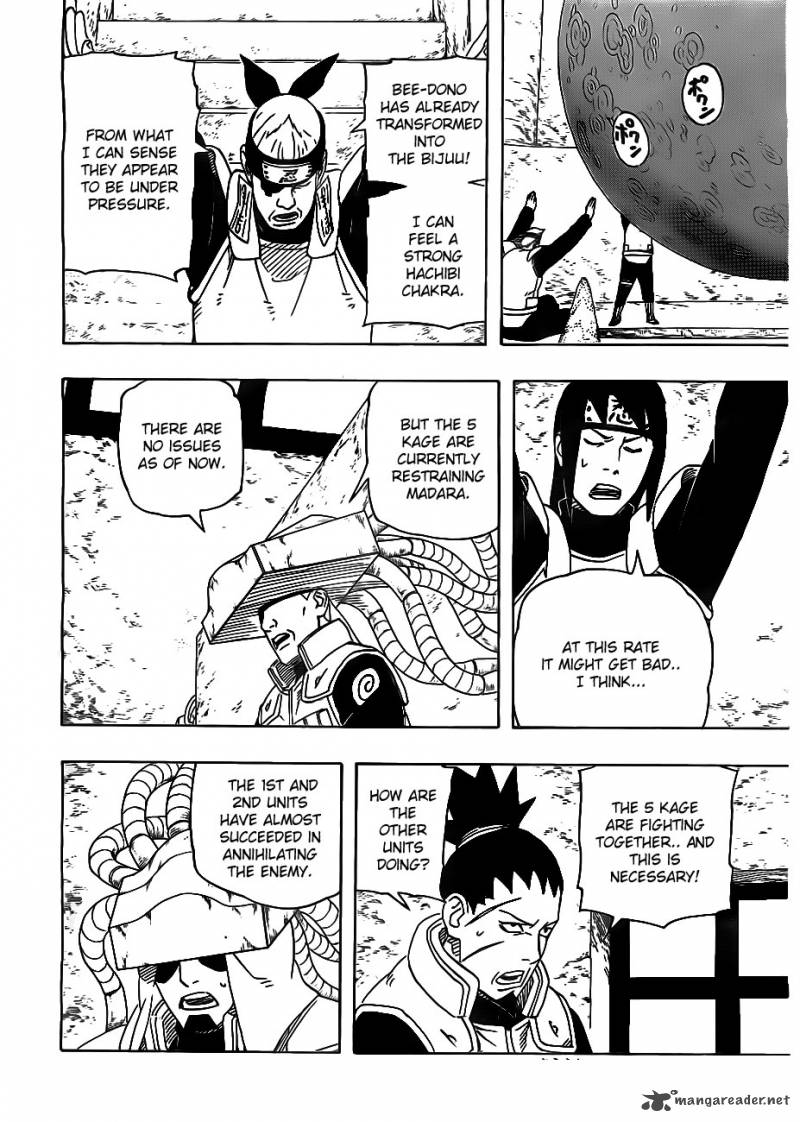 ポクン
ポクン
BEE-DONO
HAS ALREADY
TRANSFORMED
INTO
THE BIJUU!
I CAN
FEEL A
STRONG
HACHIBI
CHAKRA.
FROM WHAT
I CAN SENSE
THEY APPEAR
TO BE UNDER
PRESSURE.
忍
AT THIS RATE
IT MIGHT GET BAD..
I THINK...
BUT THE 5
KAGE ARE
CURRENTLY
RESTRAINING
MADARA.
THERE ARE
NO ISSUES
AS OF NOW.
THE 5 KAGE
ARE FIGHTING
TOGETHER.. AND
THIS IS
NECESSARY!
HOW ARE
THE
OTHER
UNITS
DOING?
THE 1ST AND
2ND UNITS
HAVE ALMOST
SUCCEEDED IN
ANNIHILATING
THE ENEMY.
mangareader.net